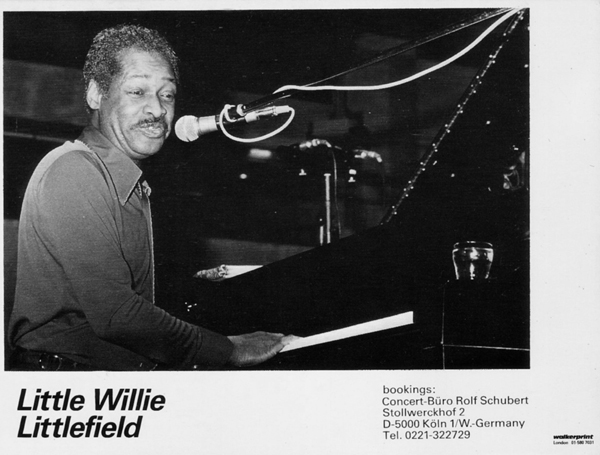 Little Willie
Littlefield
bookings:
Concert-Büro Rolf Schubert
Stollwerckhof 2
D-5000 Köln 1/W.-Germany
Tel. 0221-322729
walkerprint